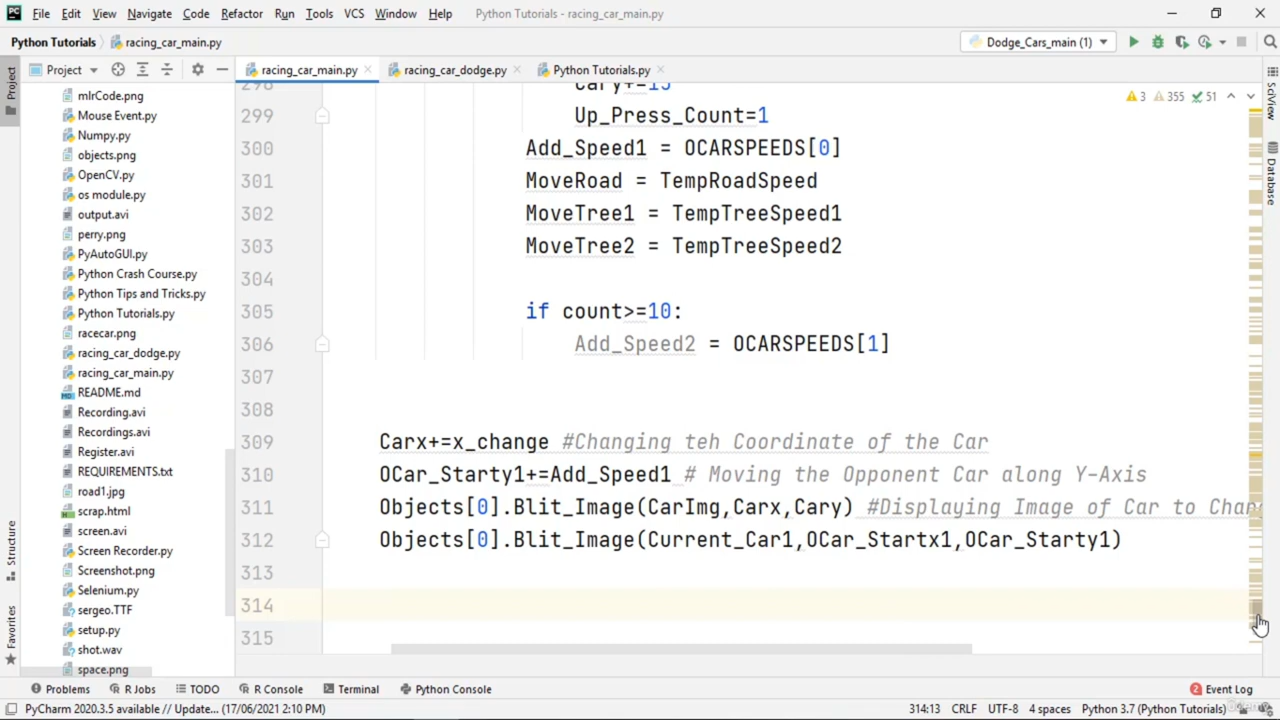 PC File Edit View Navigate Code Refactor Run Tools VCS Window Help Python Tutorials - racing_car_main.py
Python Tutorials racing_car_main.py Dodge_Cars_main (1)
Project racing_car_main.py racing_car_dodge.py Python Tutorials.py
Project
Structure
Favorites
SciView
Database
3 355 51
mlrCode.png
Mouse Event.py
Numpy.py
objects.png
OpenCV.py
os module.py
output.avi
perry.png
PyAutoGUI.py
Python Crash Course.py
Python Tips and Tricks.py
Python Tutorials.py
racecar.png
racing_car_dodge.py
racing_car_main.py
README.md
Recording.avi
Recordings.avi
Register.avi
REQUIREMENTS.txt
road1.jpg
scrap.html
screen.avi
Screen Recorder.py
Screenshot.png
Selenium.py
sergeo.TTF
setup.py
shot.wav
space.png
298 Cary+=15
299 Up_Press_Count=1
300 Add_Speed1 = OCARSPEEDS[0]
301 MoveRoad = TempRoadSpeed
302 MoveTree1 = TempTreeSpeed1
303 MoveTree2 = TempTreeSpeed2
304
305 if count>=10:
306 Add_Speed2 = OCARSPEEDS[1]
307
308
309 Carx+=x_change #Changing teh Coordinate of the Car
310 OCar_Starty1+=Add_Speed1 # Moving the Opponent Car along Y-Axis
311 Objects[0].Blit_Image(CarImg,Carx,Cary) #Displaying Image of Car to Chan
312 Objects[0].Blit_Image(Current_Car1,OCar_Startx1,OCar_Starty1)
313
314
315
Problems R Jobs TODO R Console Terminal Python Console Event Log
PyCharm 2020.3.5 available // Update... (17/06/2021 2:10 PM) 314:13 CRLF UTF-8 4 spaces Python 3.7 (Python Tutorials)